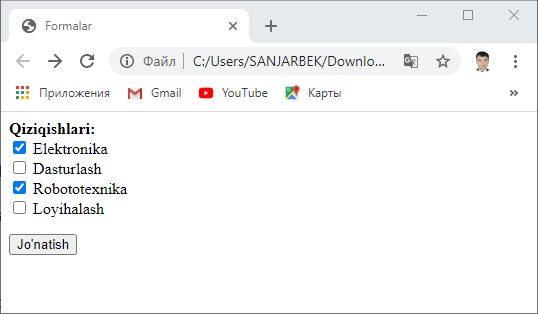 Formalar
Файл C:/Users/SANJARBEK/Downlo...
Приложения Gmail YouTube Карты
Qiziqishlari:
Elektronika
Dasturlash
Robototexnika
Loyihalash
Jo'natish